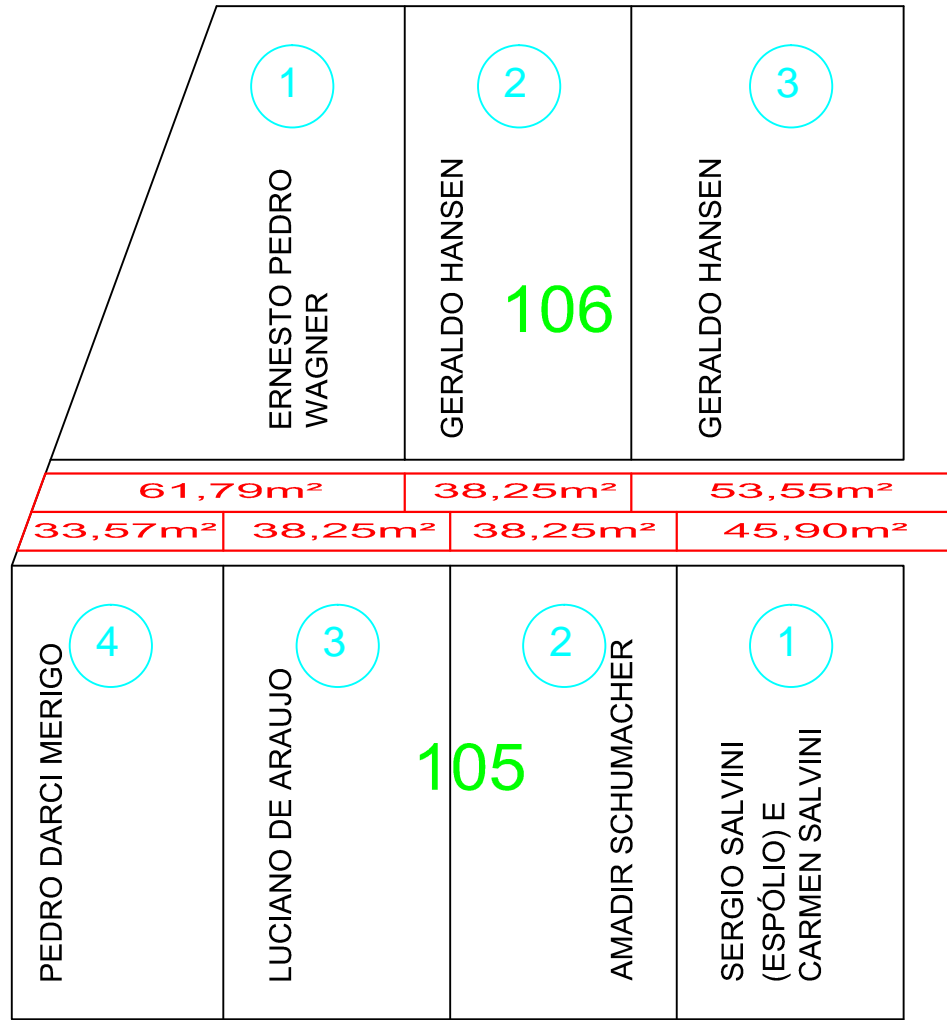 1
2
3
ERNESTO PEDRO
WAGNER
GERALDO HANSEN
GERALDO HANSEN
106
61,79m²
38,25m²
53,55m²
33,57m²
38,25m²
38,25m²
45,90m²
4
3
2
1
PEDRO DARCI MERIGO
LUCIANO DE ARAUJO
105
AMADIR SCHUMACHER
SERGIO SALVINI
(ESPÓLIO) E
CARMEN SALVINI